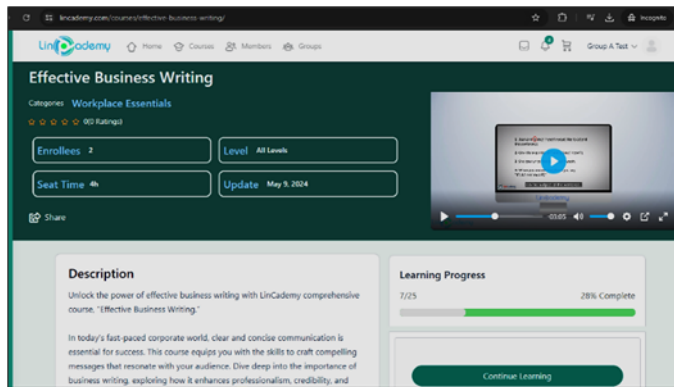 lincademy.com/courses/effective-business-writing/
Incognito
LinCademy
Home
Courses
Members
Groups
Group A Test
Effective Business Writing
Categories Workplace Essentials
0(0 Ratings)
Enrollees 2
Level All Levels
Seat Time 4h
Update May 9, 2024
Share
-03:05
Description
Unlock the power of effective business writing with LinCademy comprehensive
course, "Effective Business Writing."
In today's fast-paced corporate world, clear and concise communication is
essential for success. This course equips you with the skills to craft compelling
messages that resonate with your audience. Dive deep into the importance of
business writing, exploring how it enhances professionalism, credibility, and
Learning Progress
7/25
28% Complete
Continue Learning